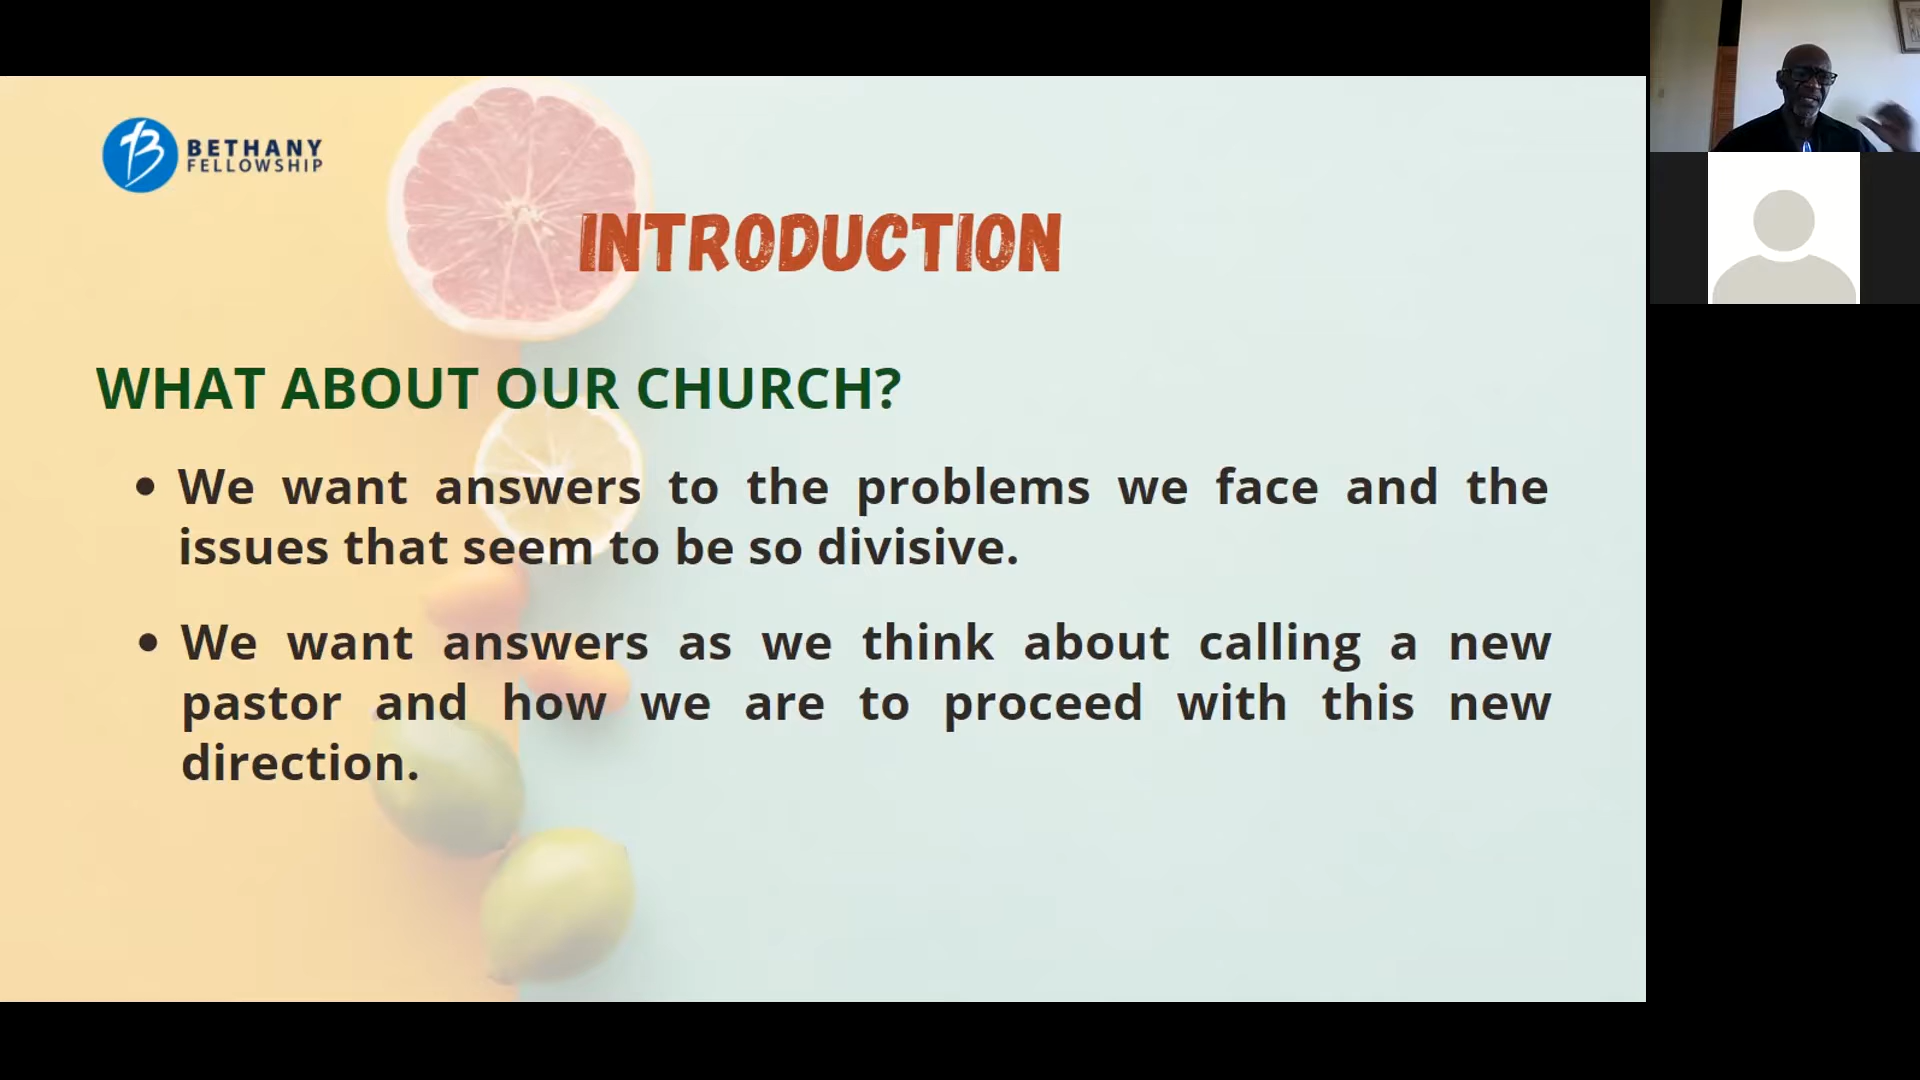 BETHANY
FELLOWSHIP
INTRODUCTION
WHAT ABOUT OUR CHURCH?
• We want answers to the problems we face and the
issues that seem to be so divisive.
• We want answers as we think about calling a new
pastor and how we are to proceed with this new
direction.